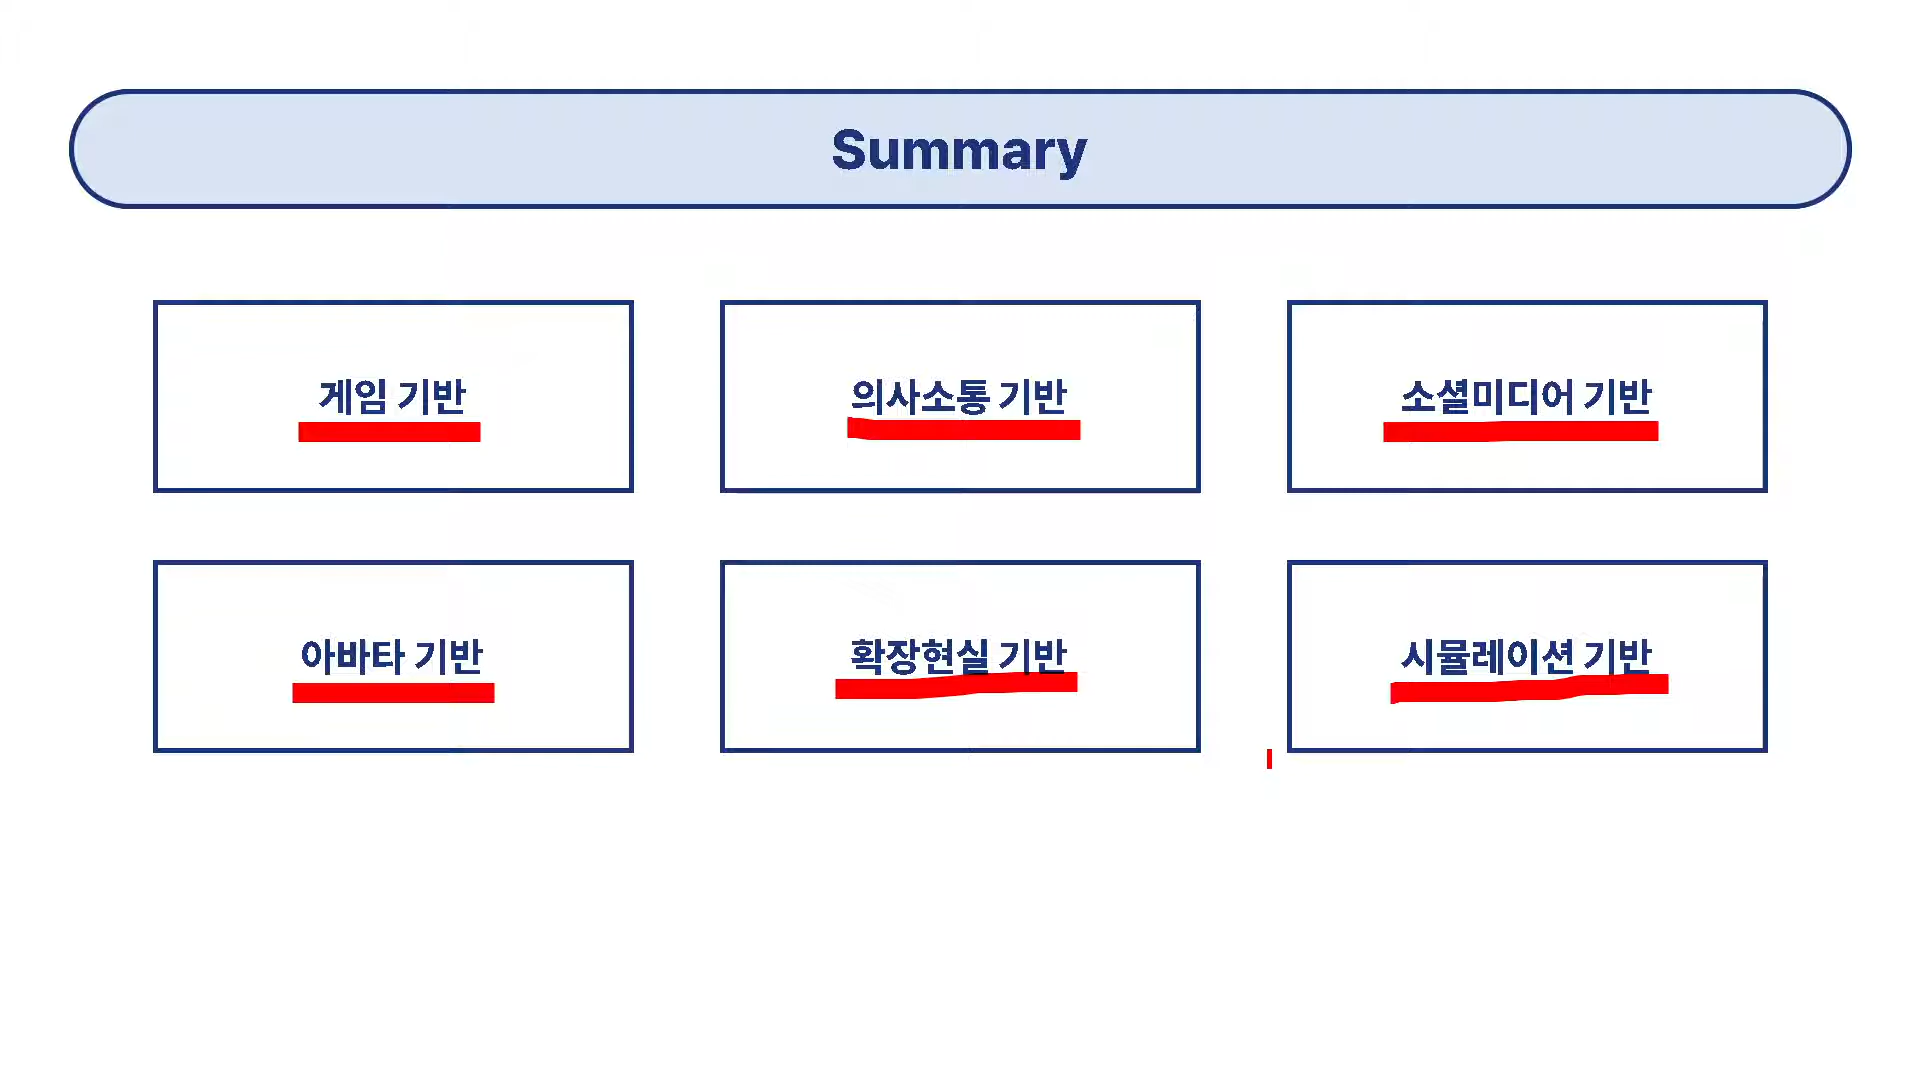 Summary
게임 기반
의사소통 기반
소셜미디어 기반
아바타 기반
확장현실 기반
시뮬레이션 기반